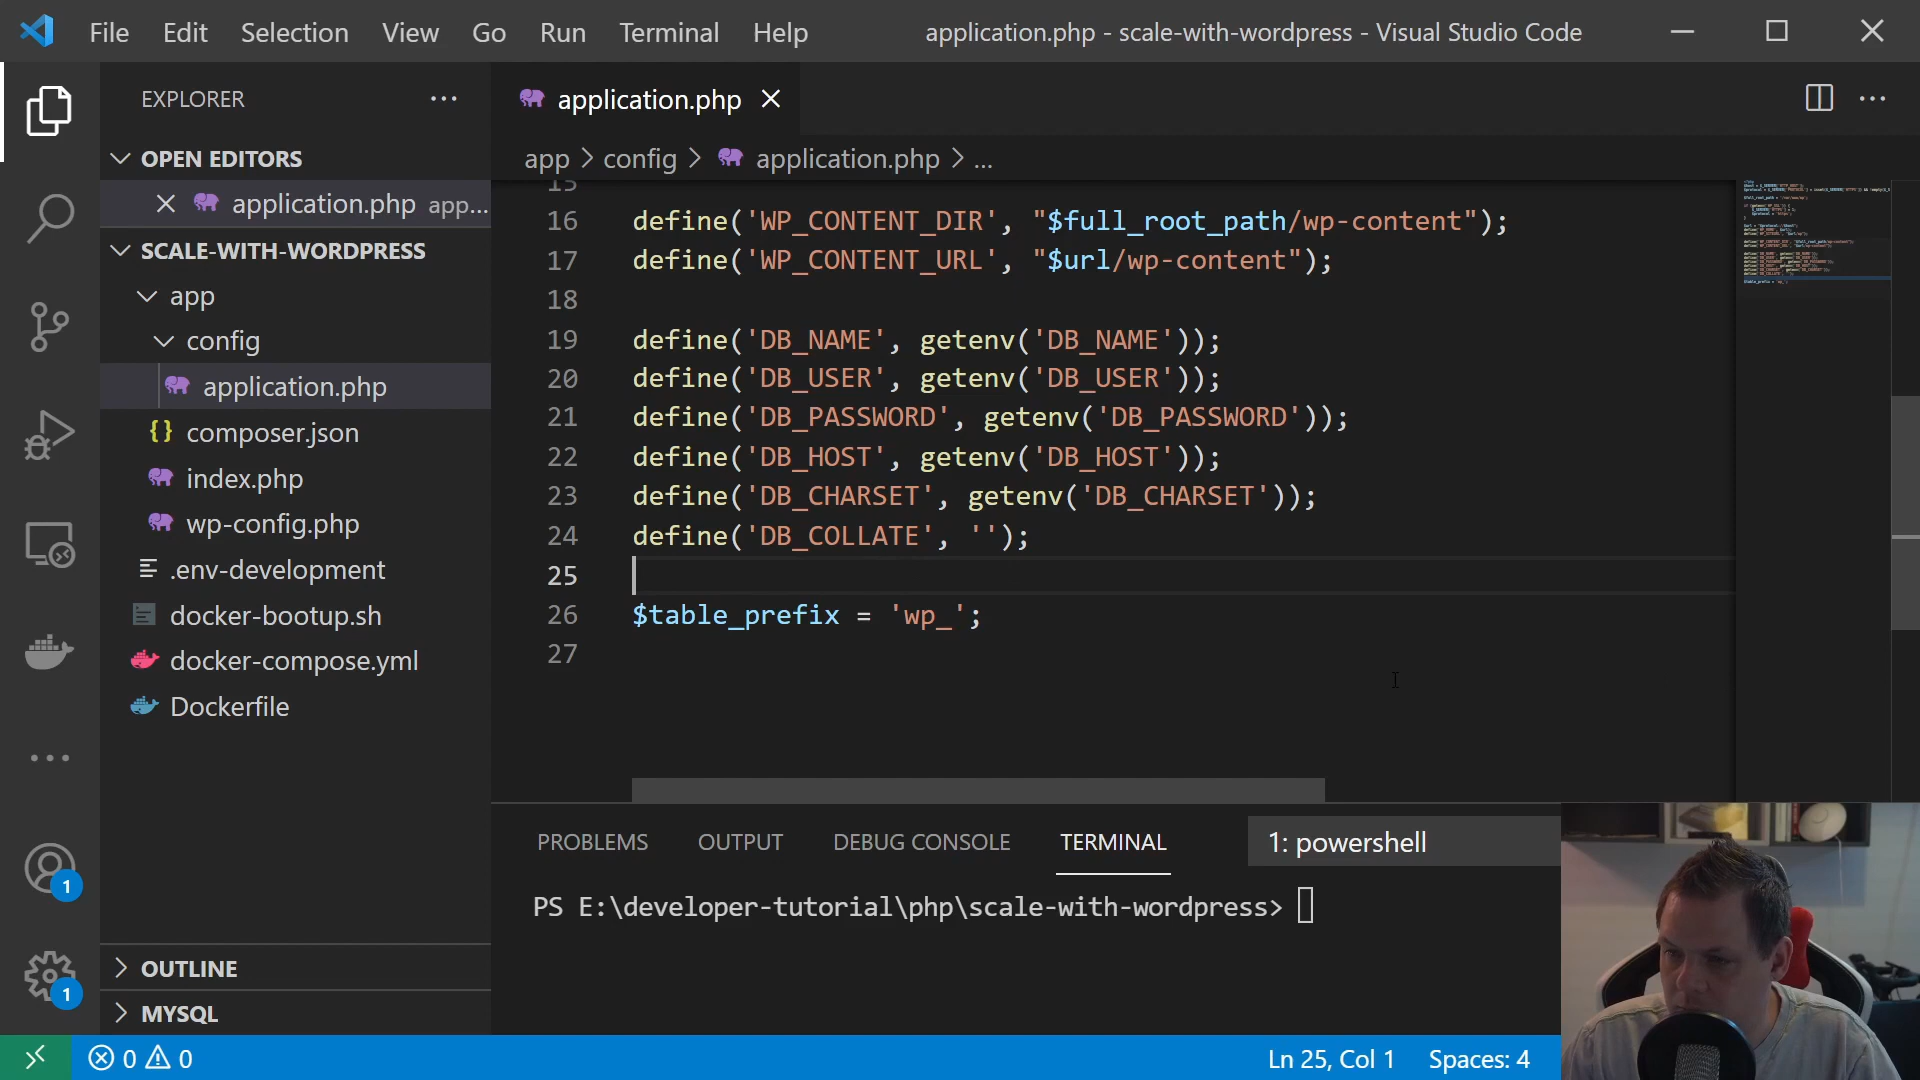 File Edit Selection View Go Run Terminal Help application.php - scale-with-wordpress - Visual Studio Code
EXPLORER
application.php
OPEN EDITORS
app > config > application.php > ...
application.php app...
15
SCALE-WITH-WORDPRESS
16 define('WP_CONTENT_DIR', "$full_root_path/wp-content");
17 define('WP_CONTENT_URL', "$url/wp-content");
app
18
config
19 define('DB_NAME', getenv('DB_NAME'));
application.php
20 define('DB_USER', getenv('DB_USER'));
composer.json
21 define('DB_PASSWORD', getenv('DB_PASSWORD'));
index.php
22 define('DB_HOST', getenv('DB_HOST'));
wp-config.php
23 define('DB_CHARSET', getenv('DB_CHARSET'));
24 define('DB_COLLATE', '');
.env-development
25
docker-bootup.sh
26 $table_prefix = 'wp_';
docker-compose.yml
27
Dockerfile
PROBLEMS OUTPUT DEBUG CONSOLE TERMINAL 1: powershell
PS E:\developer-tutorial\php\scale-with-wordpress>
1
OUTLINE
1
MYSQL
0 0 Ln 25, Col 1 Spaces: 4